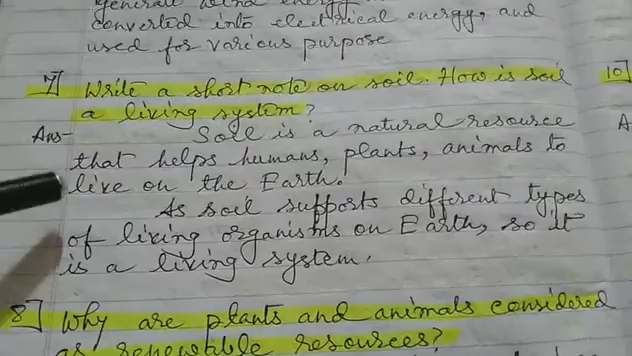 generate wind energy
converted into electrical energy, and
used for various purpose
7] Write a short note on soil. How is soil
a living system?
Ans- Soil is a natural resource
that helps humans, plants, animals to
live on the Earth.
As soil supports different types
of living organisms on Earth, so it
is a living system.
8] Why are plants and animals considered
as renewable resources?
10]
A